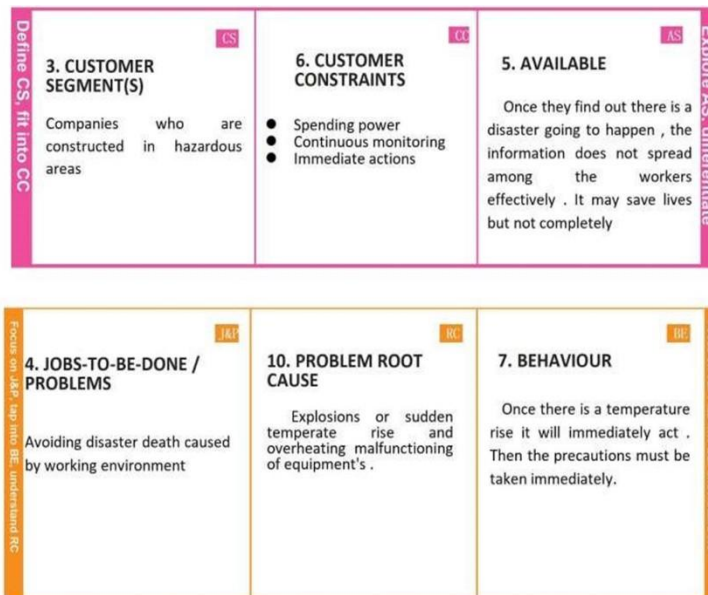 Define CS, fit into CC
CS
3. CUSTOMER
SEGMENT(S)
Companies who are
constructed in hazardous
areas
CC
6. CUSTOMER
CONSTRAINTS
● Spending power
● Continuous monitoring
● Immediate actions
AS
5. AVAILABLE
Once they find out there is a
disaster going to happen , the
information does not spread
among the workers
effectively . It may save lives
but not completely
Explore AS, differentiate
Focus on J&P, tap into BE, understand RC
J&P
4. JOBS-TO-BE-DONE /
PROBLEMS
Avoiding disaster death caused
by working environment
RC
10. PROBLEM ROOT
CAUSE
Explosions or sudden
temperate rise and
overheating malfunctioning
of equipment's .
BE
7. BEHAVIOUR
Once there is a temperature
rise it will immediately act .
Then the precautions must be
taken immediately.